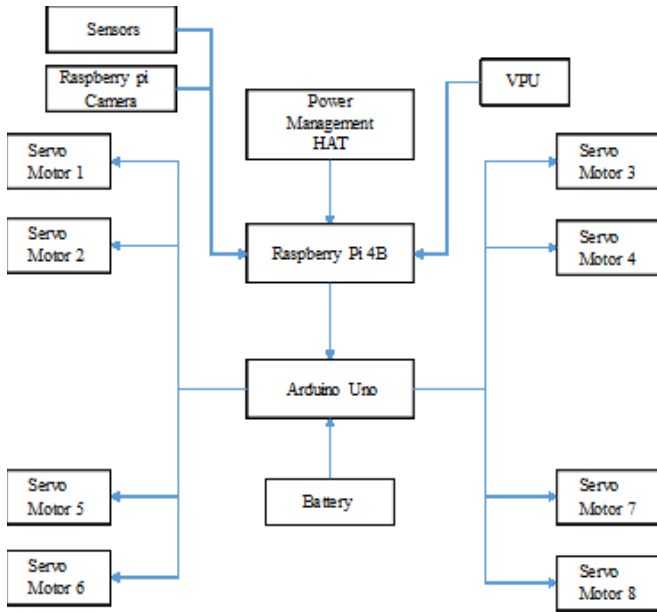 Sensors
Raspberry pi
Camera
VPU
Power
Management
HAT
Servo
Motor 1
Servo
Motor 3
Servo
Motor 2
Raspberry Pi 4B
Servo
Motor 4
Arduino Uno
Servo
Motor 5
Battery
Servo
Motor 7
Servo
Motor 6
Servo
Motor 8